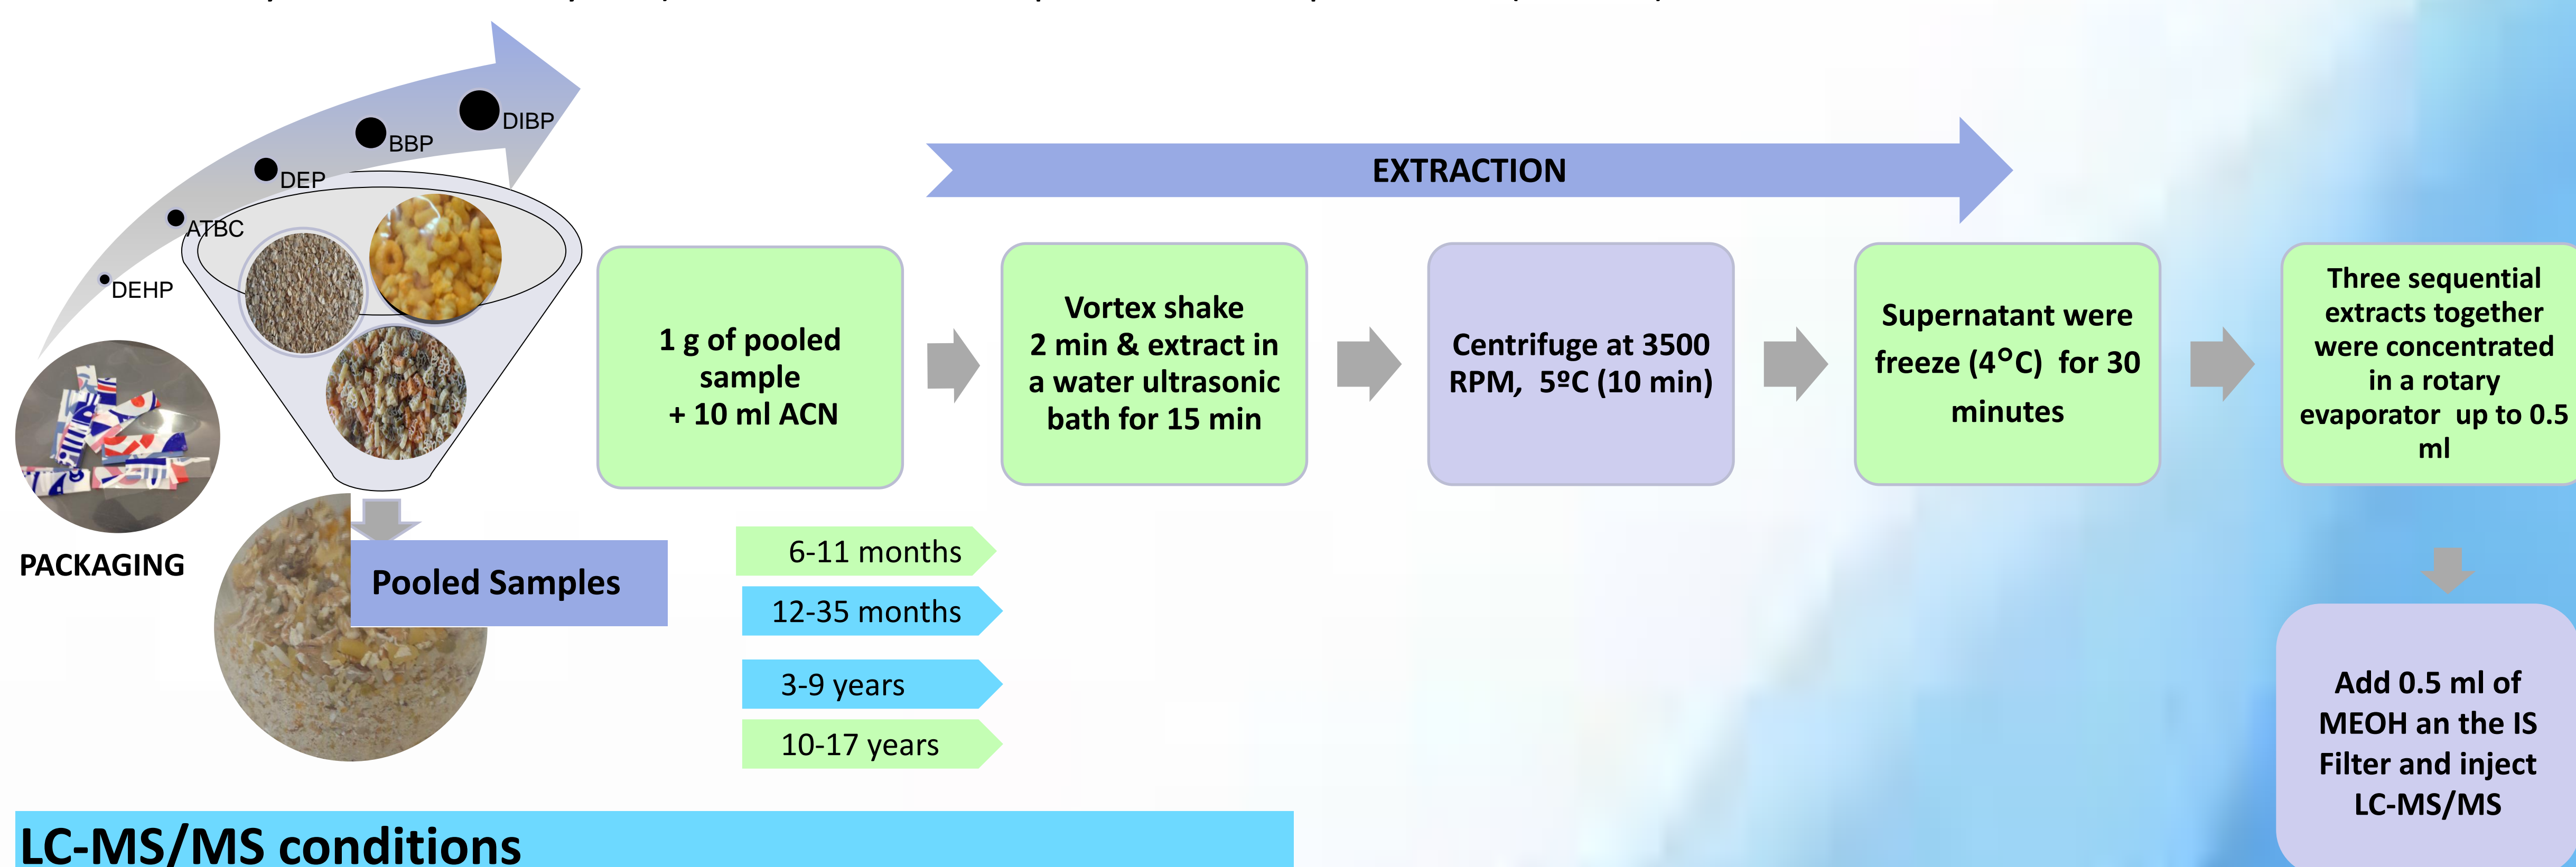 DIBP
BBP
DEP
ATBC
DEHP
PACKAGING
Pooled Samples
EXTRACTION
1 g of pooled
sample
+ 10 ml ACN
Vortex shake
2 min & extract in
a water ultrasonic
bath for 15 min
Centrifuge at 3500
RPM, 5ºC (10 min)
Supernatant were
freeze (4°C) for 30
minutes
Three sequential
extracts together
were concentrated
in a rotary
evaporator up to 0.5
ml
6-11 months
12-35 months
3-9 years
10-17 years
Add 0.5 ml of
MEOH an the IS
Filter and inject
LC-MS/MS
LC-MS/MS conditions